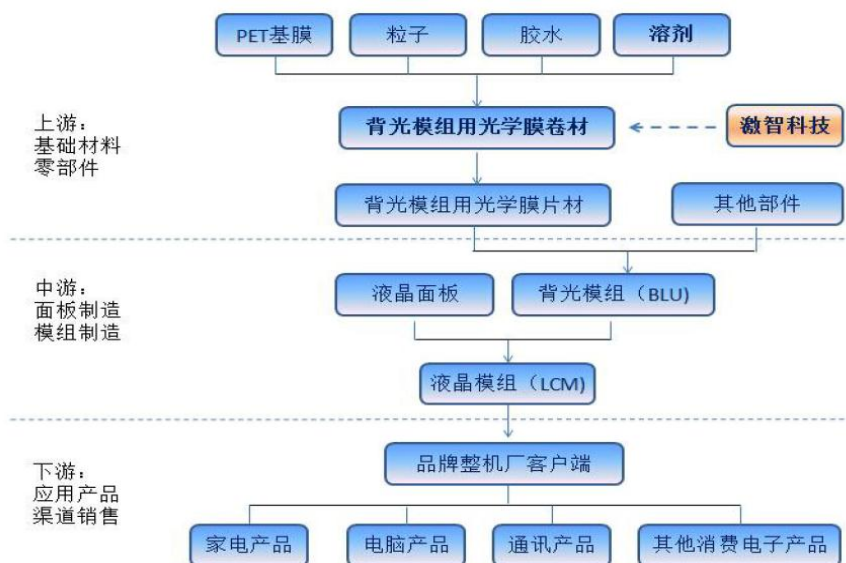 PET基膜
粒子
胶水
溶剂
上游：
基础材料
零部件
背光模组用光学膜卷材
激智科技
背光模组用光学膜片材
其他部件
中游：
面板制造
模组制造
液晶面板
背光模组（BLU)
液晶模组（LCM)
下游：
应用产品
渠道销售
品牌整机厂客户端
家电产品
电脑产品
通讯产品
其他消费电子产品